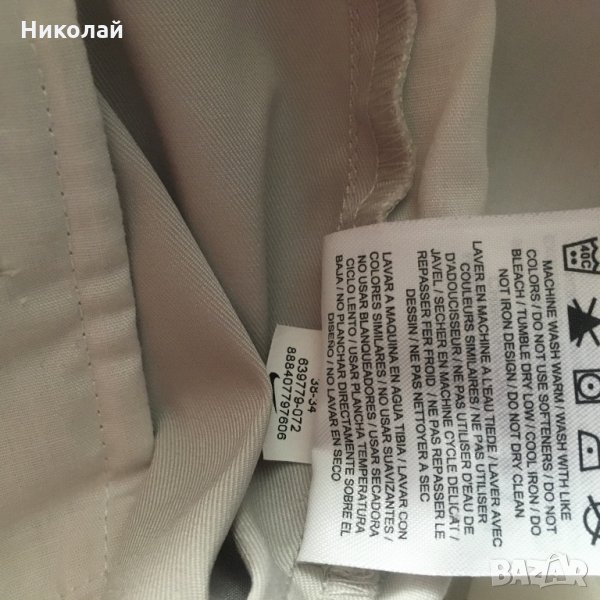 Николай
40C
MACHINE WASH WARM / WASH WITH LIKE
COLORS / DO NOT USE SOFTENERS / DO NOT
BLEACH / TUMBLE DRY LOW / COOL IRON / DO
NOT IRON DESIGN / DO NOT DRY CLEAN
LAVER EN MACHINE A L'EAU TIEDE / LAVER AVEC
COULEURS SIMILAIRES / NE PAS UTILISER
D'ADOUCISSEUR / NE PAS UTILISER D'EAU DE
JAVEL / SECHER EN MACHINE CYCLE DELICAT /
REPASSER FER FROID / NE PAS REPASSER LE
DESSIN / NE PAS NETTOYER A SEC
LAVAR A MAQUINA EN AGUA TIBIA / LAVAR CON
COLORES SIMILARES / NO USAR SUAVIZANTES /
NO USAR BLANQUEADORES / USAR SECADORA
CICLO LENTO / USAR PLANCHA TEMPERATURA
BAJA / NO PLANCHAR DIRECTAMENTE SOBRE EL
DISEÑO / NO LAVAR EN SECO
38-34
639779-072
888407797606
BAZAR